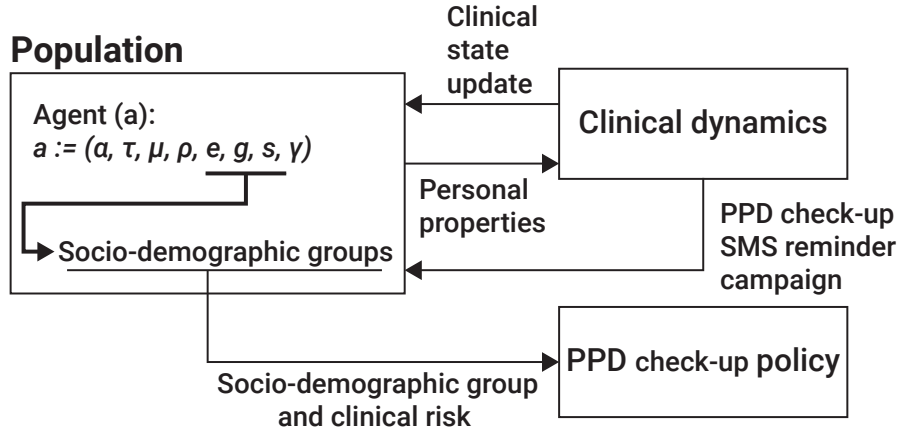 Population
Agent (a):
a := (α, τ, μ, ρ, e, g, s, γ)
Socio-demographic groups
Clinical
state
update
Clinical dynamics
Personal
properties
PPD check-up
SMS reminder
campaign
PPD check-up policy
Socio-demographic group
and clinical risk